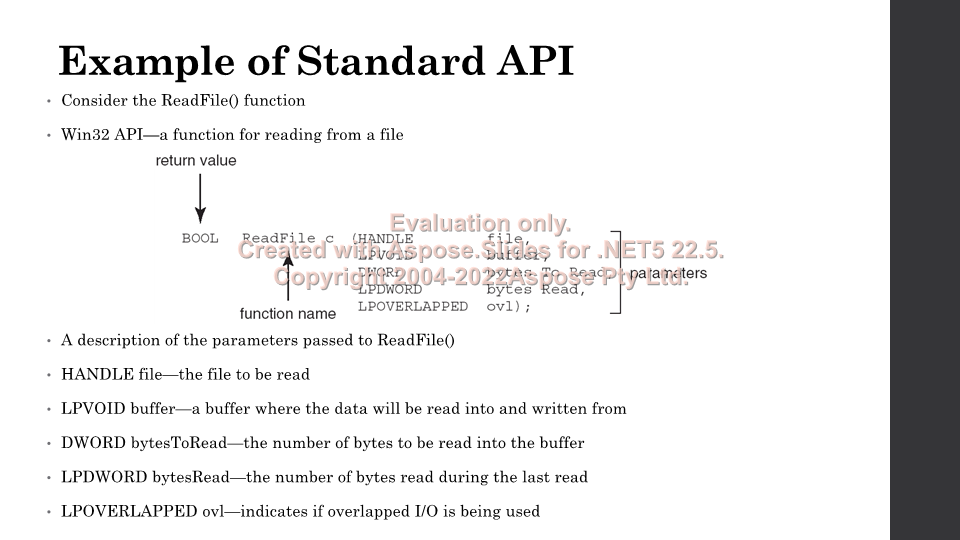 Example of Standard API
• Consider the ReadFile() function
• Win32 API—a function for reading from a file
return value
Evaluation only.
BOOL ReadFile c (HANDLE file,
Created with Aspose.Slides for .NET5 22.5.
LPVOID buffer,
DWORD bytes To Read,
Copyright 2004-2022Aspose Pty Ltd.
parameters
LPDWORD bytes Read,
LPOVERLAPPED ovl);
function name
• A description of the parameters passed to ReadFile()
• HANDLE file—the file to be read
• LPVOID buffer—a buffer where the data will be read into and written from
• DWORD bytesToRead—the number of bytes to be read into the buffer
• LPDWORD bytesRead—the number of bytes read during the last read
• LPOVERLAPPED ovl—indicates if overlapped I/O is being used